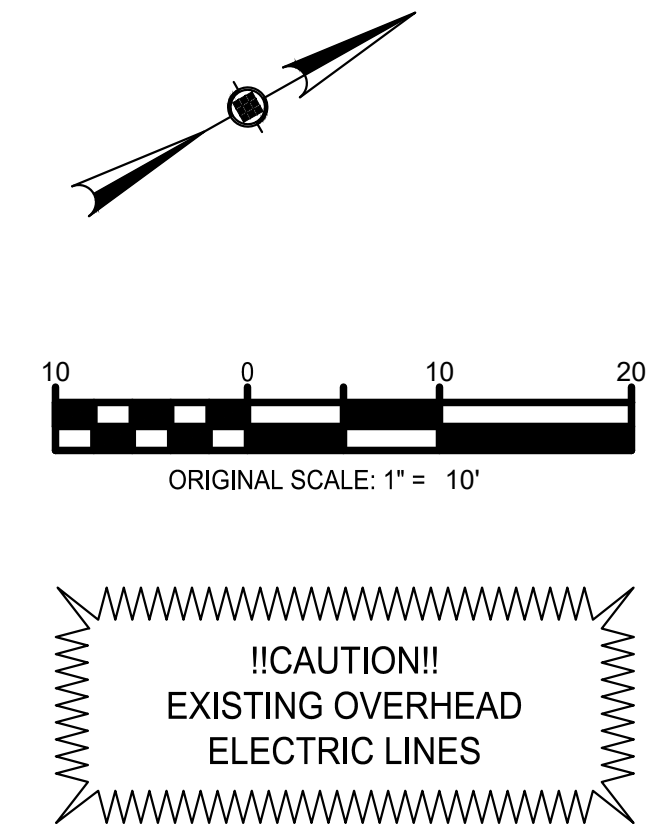 10 0 10 20
ORIGINAL SCALE: 1" = 10'
!!CAUTION!!
EXISTING OVERHEAD
ELECTRIC LINES